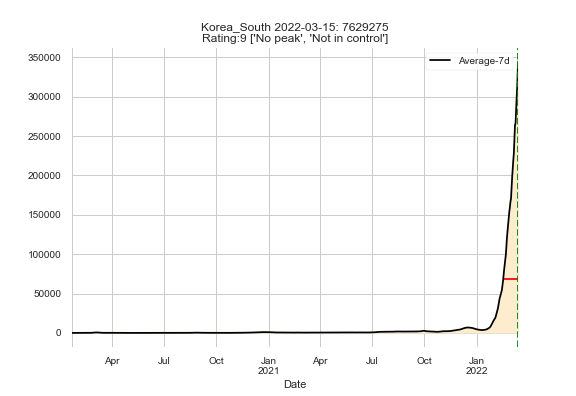 Korea_South 2022-03-15: 7629275
Rating:9 ['No peak', 'Not in control']
Average-7d
350000
300000
250000
200000
150000
100000
50000
0
Apr Jul Oct Jan Apr Jul Oct Jan
2021 2022
Date